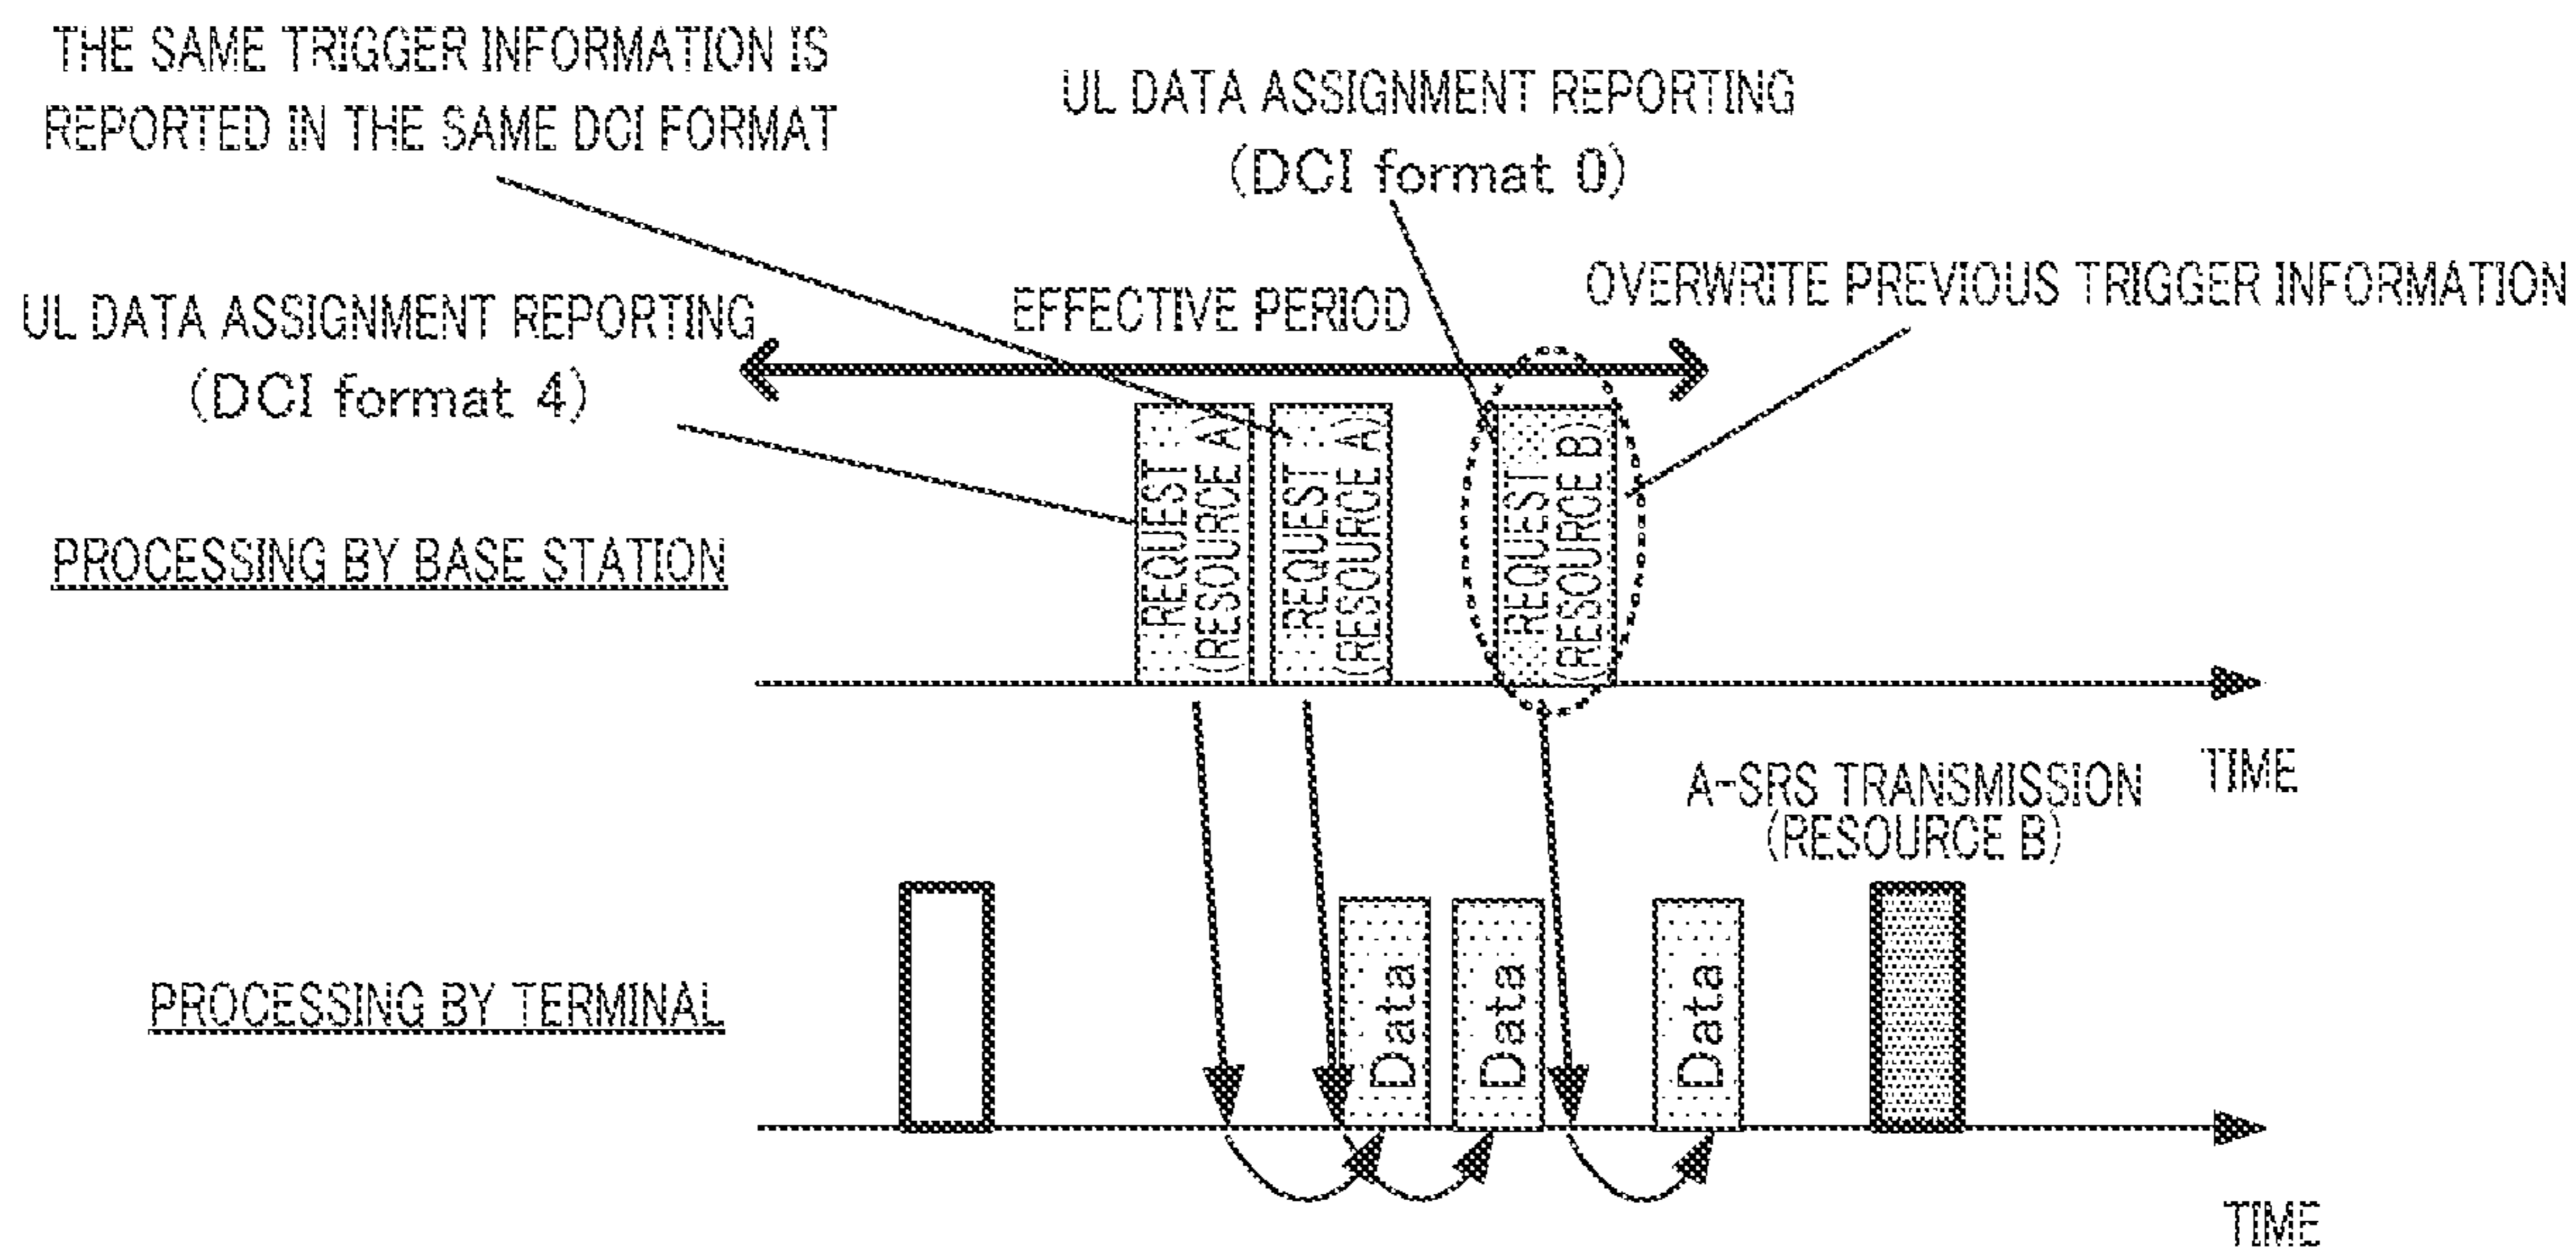 THE SAME TRIGGER INFORMATION IS
REPORTED IN THE SAME DCI FORMAT
UL DATA ASSIGNMENT REPORTING
(DCI format 0)
OVERWRITE PREVIOUS TRIGGER INFORMATION
EFFECTIVE PERIOD
UL DATA ASSIGNMENT REPORTING
(DCI format 4)
REQUEST
(RESOURCE A)
REQUEST
(RESOURCE A)
REQUEST
(RESOURCE B)
PROCESSING BY BASE STATION
TIME
A-SRS TRANSMISSION
(RESOURCE B)
Data
Data
Data
PROCESSING BY TERMINAL
TIME